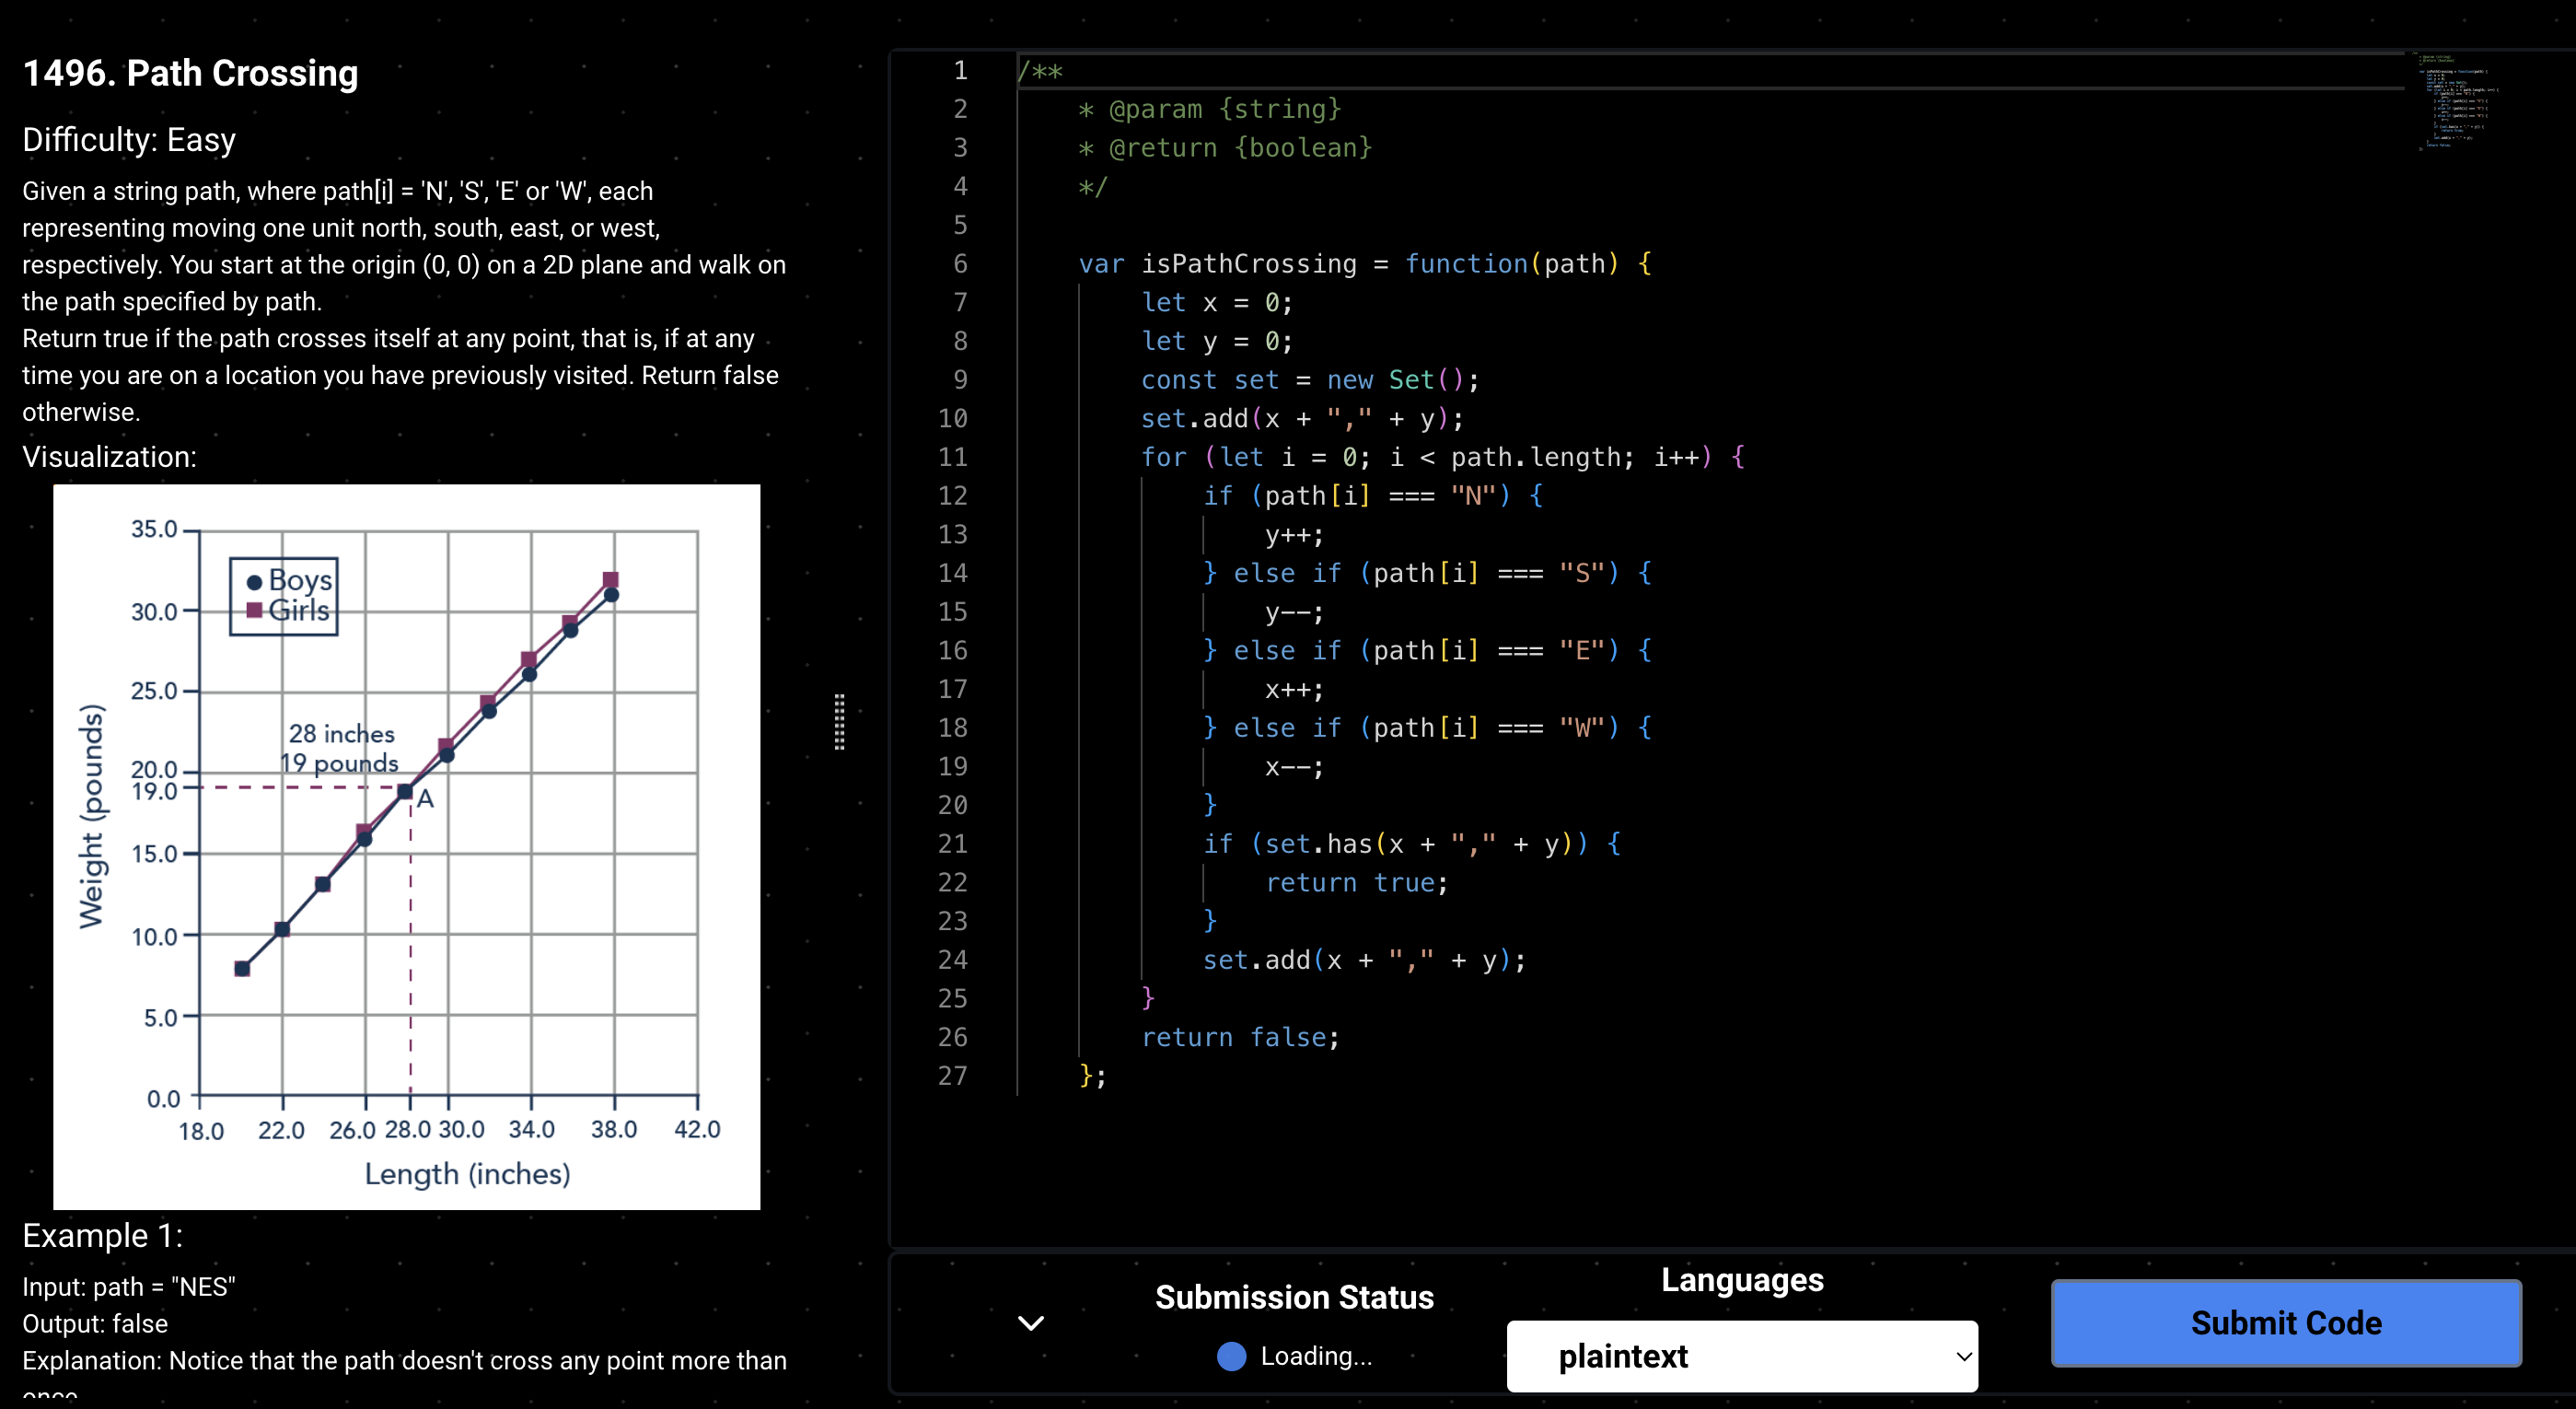 1496. Path Crossing
Difficulty: Easy
Given a string path, where path[i] = 'N', 'S', 'E' or 'W', each
representing moving one unit north, south, east, or west,
respectively. You start at the origin (0, 0) on a 2D plane and walk on
the path specified by path.
Return true if the path crosses itself at any point, that is, if at any
time you are on a location you have previously visited. Return false
otherwise.
Visualization:
35.0
Boys
30.0
Girls
25.0
28 inches
19 pounds
20.0
19.0
A
15.0
10.0
5.0
0.0
Weight (pounds)
18.0 22.0 26.0 28.0 30.0 34.0 38.0 42.0
Length (inches)
Example 1:
Input: path = "NES"
Output: false
Explanation: Notice that the path doesn't cross any point more than
once
1 /**
2 * @param {string}
3 * @return {boolean}
4 */
5
6 var isPathCrossing = function(path) {
7 let x = 0;
8 let y = 0;
9 const set = new Set();
10 set.add(x + "," + y);
11 for (let i = 0; i < path.length; i++) {
12 if (path[i] === "N") {
13 y++;
14 } else if (path[i] === "S") {
15 y--;
16 } else if (path[i] === "E") {
17 x++;
18 } else if (path[i] === "W") {
19 x--;
20 }
21 if (set.has(x + "," + y)) {
22 return true;
23 }
24 set.add(x + "," + y);
25 }
26 return false;
27 };
Submission Status
Loading...
Languages
plaintext
Submit Code